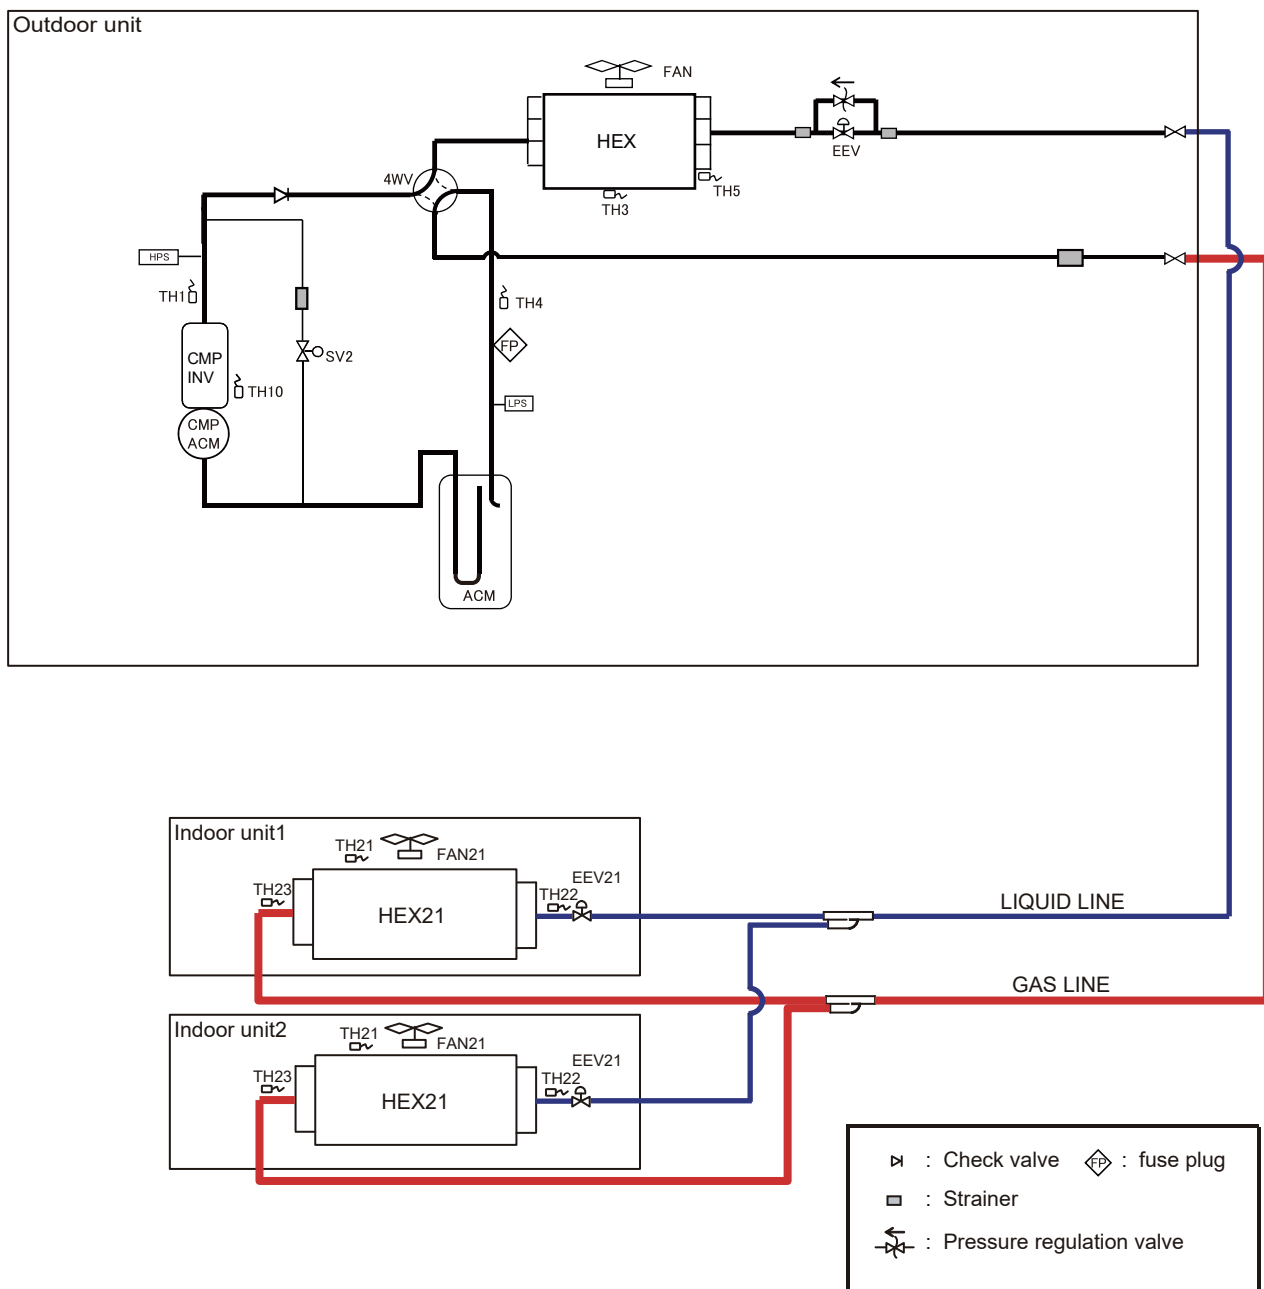 Outdoor unit
FAN
HEX
EEV
4WV
TH5
TH3
HPS
TH1
TH4
FP
CMP
INV
SV2
TH10
LPS
CMP
ACM
ACM
Indoor unit1
TH21
FAN21
EEV21
TH23
TH22
HEX21
LIQUID LINE
GAS LINE
Indoor unit2
TH21
FAN21
EEV21
TH23
TH22
HEX21
: Check valve
FP : fuse plug
: Strainer
: Pressure regulation valve